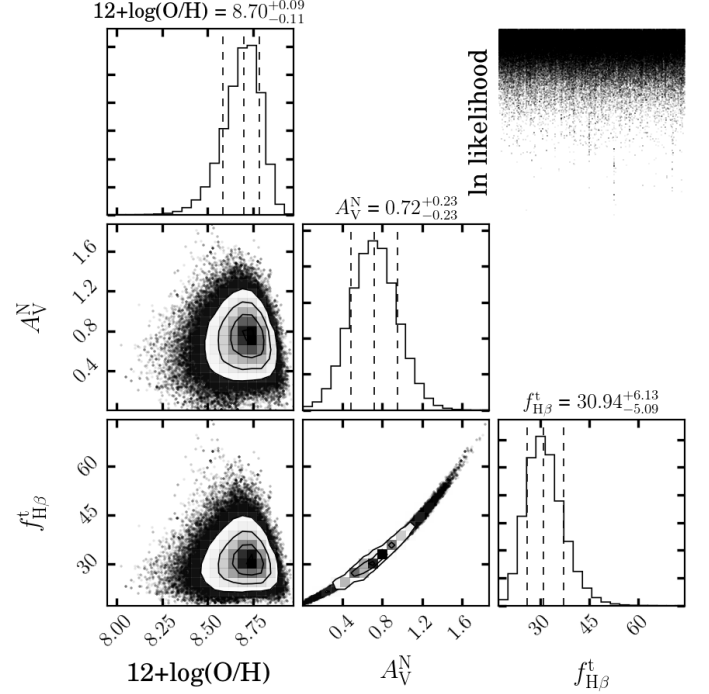 12+log(O/H) = 8.70^{+0.09}_{-0.11}
ln likelihood
A_V^N = 0.72^{+0.23}_{-0.23}
1.6
1.2
0.8
0.4
A_V^N
f_{Hβ}^t = 30.94^{+6.13}_{-5.09}
60
45
30
f_{Hβ}^t
8.00 8.25 8.50 8.75 0.4 0.8 1.2 1.6 30 45 60
12+log(O/H) A_V^N f_{Hβ}^t